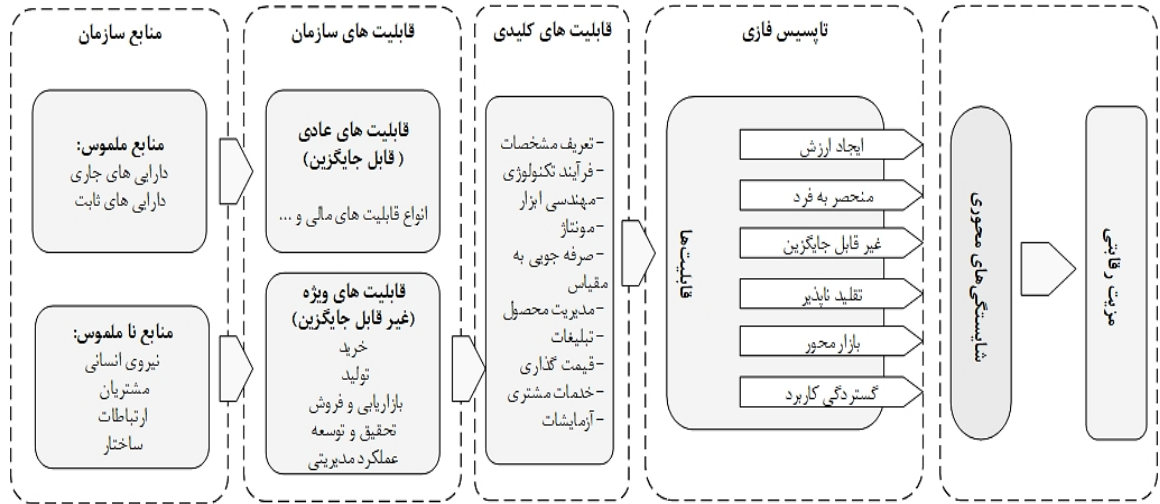 منابع سازمان
منابع ملموس:
دارایی های جاری
دارایی های ثابت
منابع نا ملموس:
نیروی انسانی
مشتریان
ارتباطات
ساختار
قابلیت های سازمان
قابلیت های عادی
( قابل جایگزین)
انواع قابلیت های مالی و ...
قابلیت های ویژه
(غیر قابل جایگزین)
خرید
تولید
بازاریابی و فروش
تحقیق و توسعه
عملکرد مدیریتی
قابلیت های کلیدی
- تعریف مشخصات
- فرآیند تکنولوژی
-مهندسی ابزار
- مونتاژ
- صرفه جویی به
مقیاس
-مدیریت محصول
- تبلیغات
- قیمت گذاری
- خدمات مشتری
- آزمایشات
تاپسیس فازی
قابلیت‌ها
ایجاد ارزش
منحصر به فرد
غیر قابل جایگزین
تقلید ناپذیر
بازار محور
گستردگی کاربرد
شایستگی‌های محوری
مزیت رقابتی